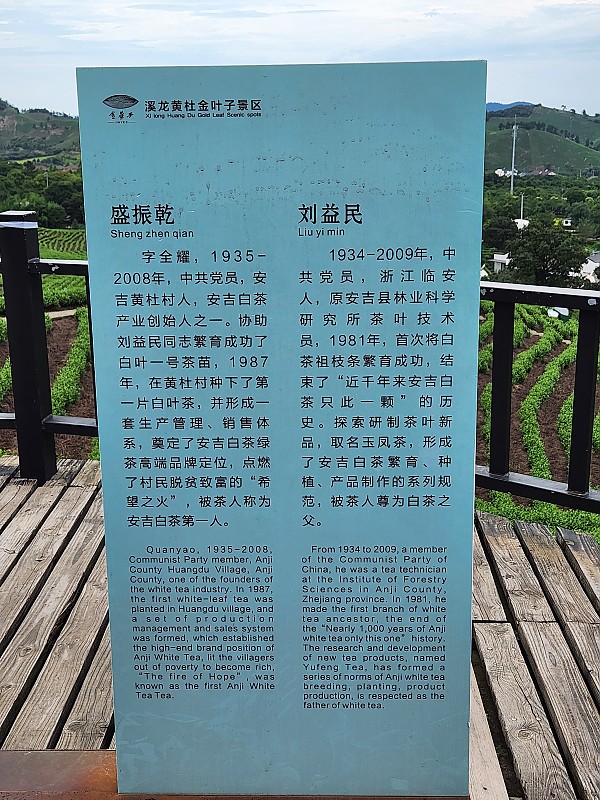 溪龙黄杜金叶子景区
Xi long Huang Du Gold Leaf Scenic spots
盛振乾
Sheng zhen qian
字全耀，1935-
2008年，中共党员，安
吉黄杜村人，安吉白茶
产业创始人之一。协助
刘益民同志繁育成功了
白叶一号茶苗，1987
年，在黄杜村种下了第
一片白叶茶，并形成一
套生产管理、销售体
系，奠定了安吉白茶绿
茶高端品牌定位，点燃
了村民脱贫致富的“希
望之火”，被茶人称为
安吉白茶第一人。
Quanyao, 1935-2008,
Communist Party member, Anji
County Huangdu Village, Anji
County, one of the founders of
the white tea industry. In 1987,
the first white-leaf tea was
planted in Huangdu village, and
a set of production
management and sales system
was formed, which established
the high-end brand position of
Anji White Tea, lit the villagers
out of poverty to become rich,
“The fire of Hope”, was
known as the first Anji White
Tea Tea.
刘益民
Liu yi min
1934-2009年，中
共党员，浙江临安
人，原安吉县林业科学
研究所茶叶技术
员，1981年，首次将白
茶祖枝条繁育成功，结
束了“近千年来安吉白
茶只此一颗”的历
史。探索研制茶叶新
品，取名玉凤茶，形成
了安吉白茶繁育、种
植、产品制作的系列规
范，被茶人尊为白茶之
父。
From 1934 to 2009, a member
of the Communist Party of
China, he was a tea technician
at the Institute of Forestry
Sciences in Anji County,
Zhejiang province. In 1981, he
made the first branch of white
tea ancestor, the end of
the “Nearly 1,000 years of Anji
white tea only this one” history.
The research and development
of new tea products, named
Yufeng Tea, has formed a
series of norms of Anji white tea
breeding, planting, product
production, is respected as the
father of white tea.